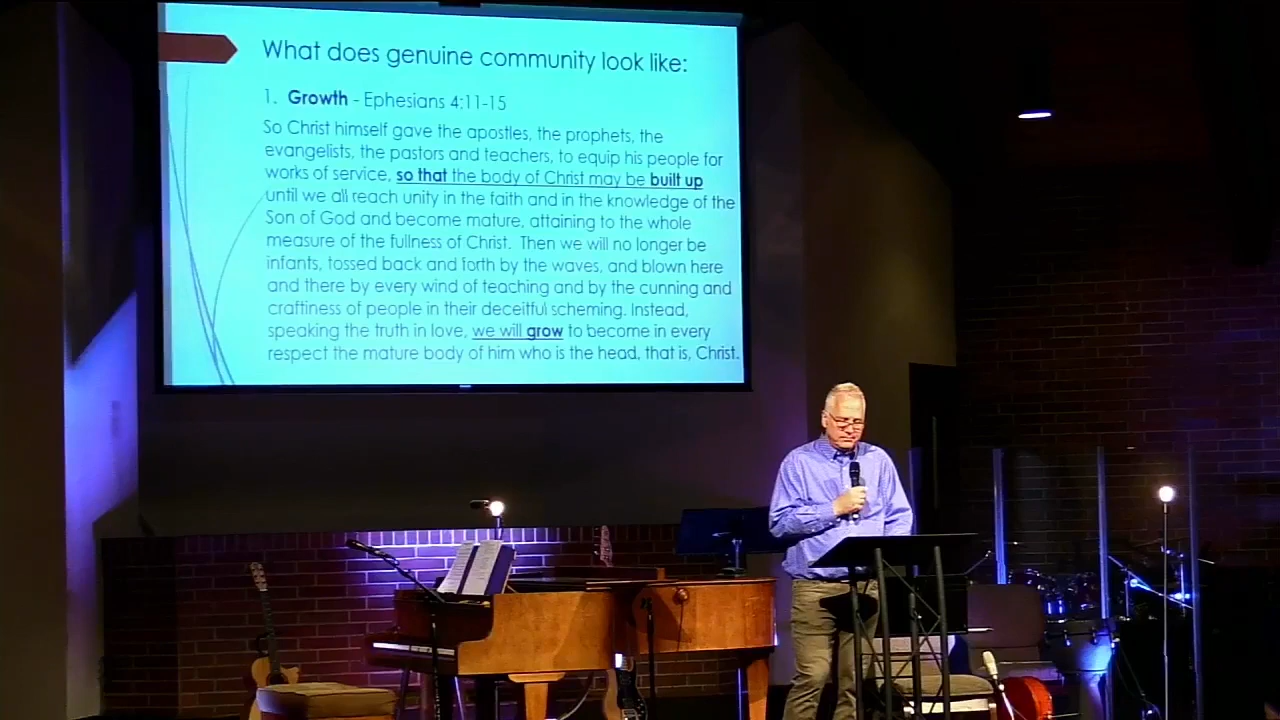 What does genuine community look like:
1. Growth - Ephesians 4:11-15
So Christ himself gave the apostles, the prophets, the
evangelists, the pastors and teachers, to equip his people for
works of service, so that the body of Christ may be built up
until we all reach unity in the faith and in the knowledge of the
Son of God and become mature, attaining to the whole
measure of the fullness of Christ. Then we will no longer be
infants, tossed back and forth by the waves, and blown here
and there by every wind of teaching and by the cunning and
craftiness of people in their deceitful scheming. Instead,
speaking the truth in love, we will grow to become in every
respect the mature body of him who is the head, that is, Christ.